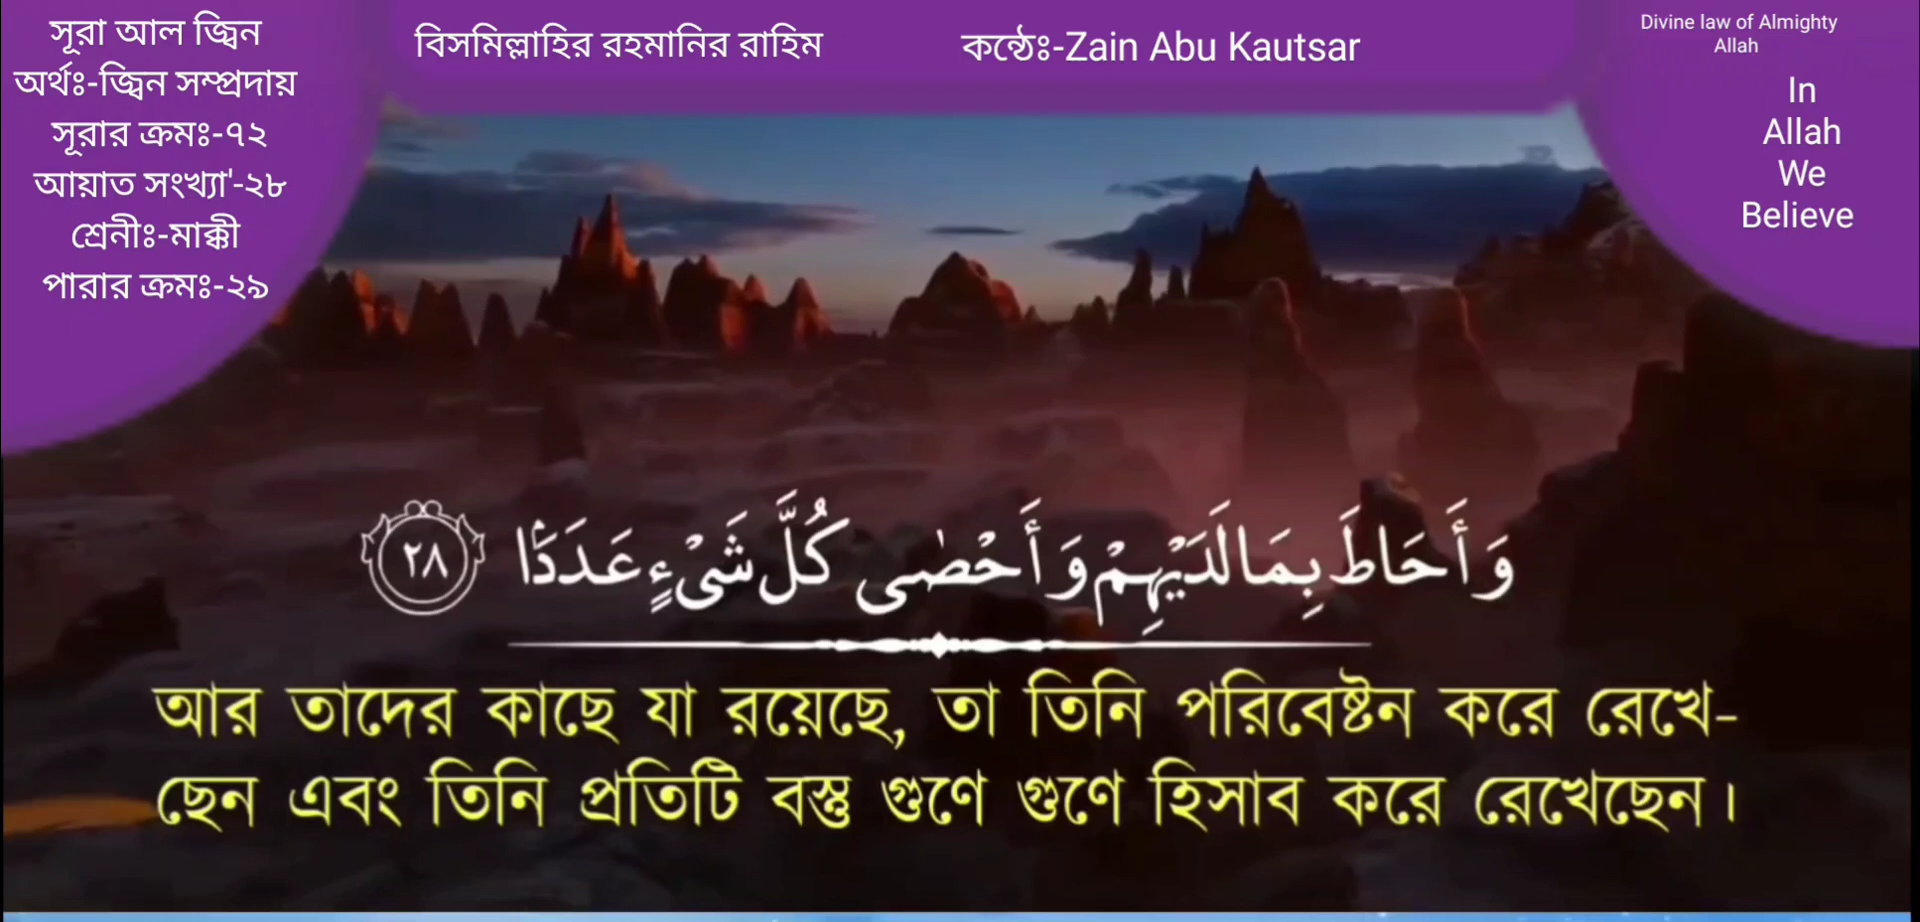 সূরা আল জ্বিন
অর্থঃ-জ্বিন সম্প্রদায়
সূরার ক্রমঃ-৭২
আয়াত সংখ্যা'-২৮
শ্রেনীঃ-মাক্কী
পারার ক্রমঃ-২৯
বিসমিল্লাহির রহমানির রাহিম
কন্ঠেঃ-Zain Abu Kautsar
Divine law of Almighty
Allah
In
Allah
We
Believe
وَأَحَاطَ بِمَا لَدَيْهِمْ وَأَحْصٰى كُلَّ شَىْءٍ عَدَدًۢا ٢٨
আর তাদের কাছে যা রয়েছে, তা তিনি পরিবেষ্টন করে রেখে-
ছেন এবং তিনি প্রতিটি বস্তু গুণে গুণে হিসাব করে রেখেছেন।